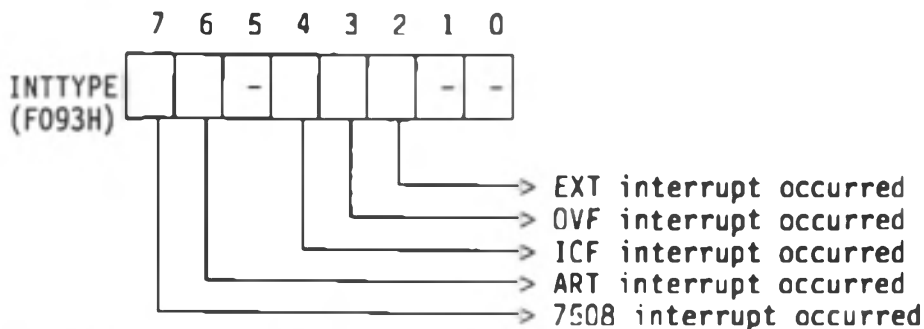 7 6 5 4 3 2 1 0
INTTYPE - - -
(F093H)
> EXT interrupt occurred
> OVF interrupt occurred
> ICF interrupt occurred
> ART interrupt occurred
> 7508 interrupt occurred